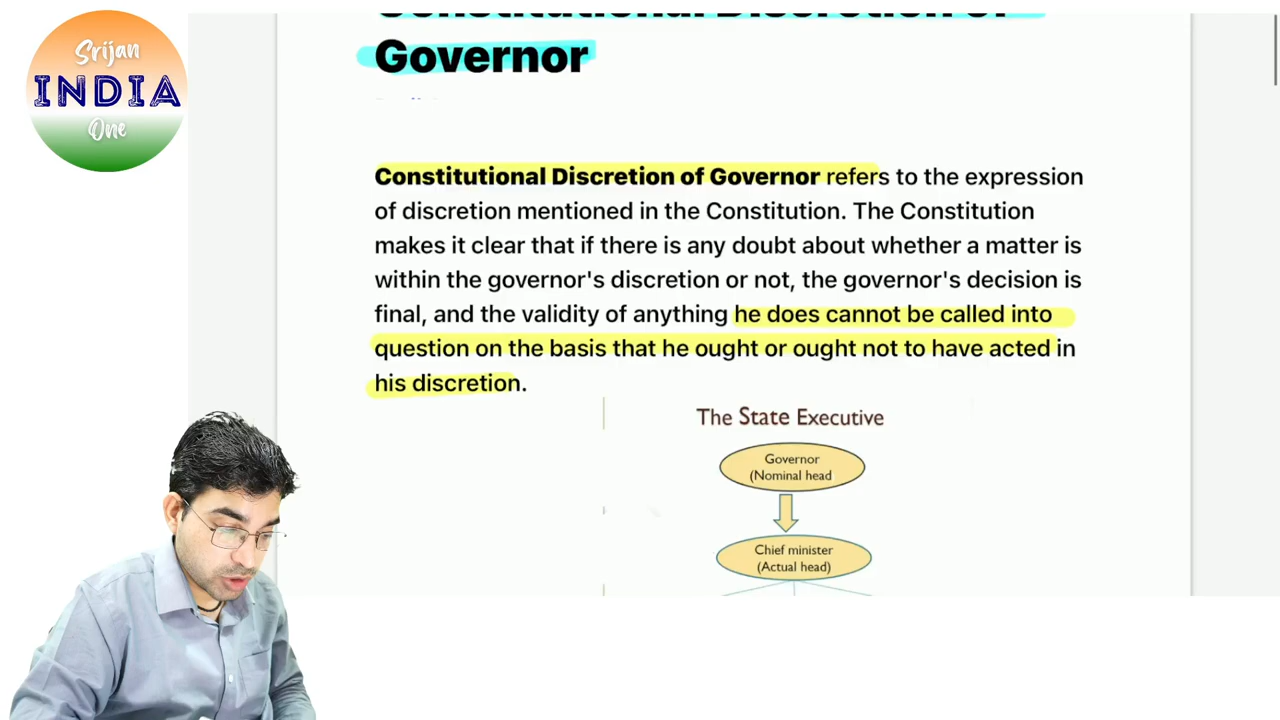 Srijan
INDIA
One
Constitutional Discretion of
Governor
Constitutional Discretion of Governor refers to the expression
of discretion mentioned in the Constitution. The Constitution
makes it clear that if there is any doubt about whether a matter is
within the governor's discretion or not, the governor's decision is
final, and the validity of anything he does cannot be called into
question on the basis that he ought or ought not to have acted in
his discretion.
The State Executive
Governor
(Nominal head
Chief minister
(Actual head)